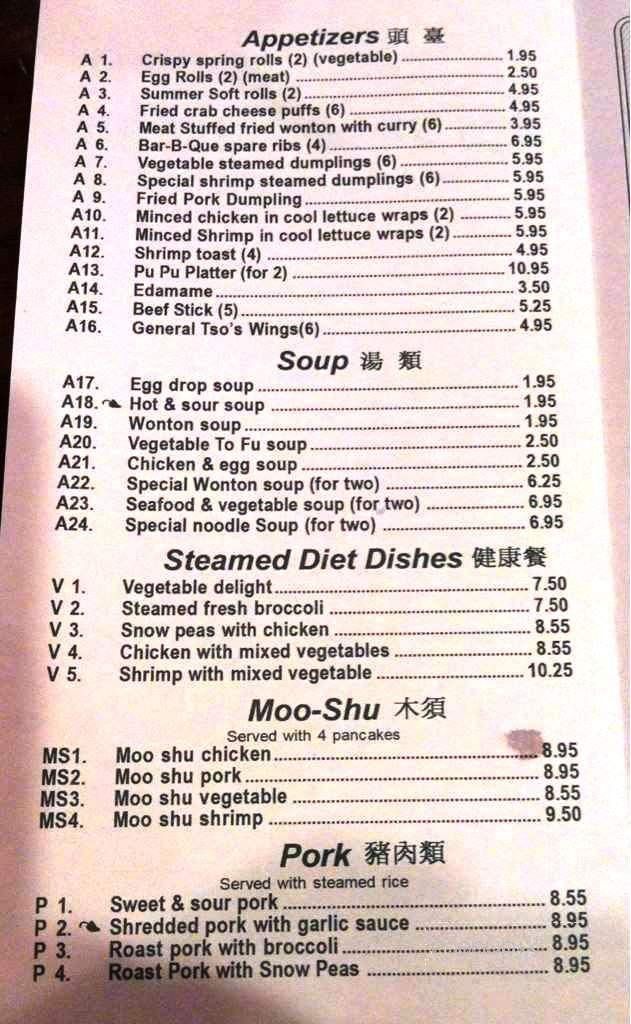 Appetizers 頭 臺
A 1. Crispy spring rolls (2) (vegetable) 1.95
A 2. Egg Rolls (2) (meat) 2.50
A 3. Summer Soft rolls (2) 4.95
A 4. Fried crab cheese puffs (6) 4.95
A 5. Meat Stuffed fried wonton with curry (6) 3.95
A 6. Bar-B-Que spare ribs (4) 6.95
A 7. Vegetable steamed dumplings (6) 5.95
A 8. Special shrimp steamed dumplings (6) 5.95
A 9. Fried Pork Dumpling 5.95
A10. Minced chicken in cool lettuce wraps (2) 5.95
A11. Minced Shrimp in cool lettuce wraps (2) 5.95
A12. Shrimp toast (4) 4.95
A13. Pu Pu Platter (for 2) 10.95
A14. Edamame 3.50
A15. Beef Stick (5) 5.25
A16. General Tso's Wings(6) 4.95
Soup 湯 類
A17. Egg drop soup 1.95
A18. Hot & sour soup 1.95
A19. Wonton soup 1.95
A20. Vegetable To Fu soup 2.50
A21. Chicken & egg soup 2.50
A22. Special Wonton soup (for two) 6.25
A23. Seafood & vegetable soup (for two) 6.95
A24. Special noodle Soup (for two) 6.95
Steamed Diet Dishes 健康餐
V 1. Vegetable delight 7.50
V 2. Steamed fresh broccoli 7.50
V 3. Snow peas with chicken 8.55
V 4. Chicken with mixed vegetables 8.55
V 5. Shrimp with mixed vegetable 10.25
Moo-Shu 木須
Served with 4 pancakes
MS1. Moo shu chicken 8.95
MS2. Moo shu pork 8.95
MS3. Moo shu vegetable 8.55
MS4. Moo shu shrimp 9.50
Pork 豬肉類
Served with steamed rice
P 1. Sweet & sour pork 8.55
P 2. Shredded pork with garlic sauce 8.95
P 3. Roast pork with broccoli 8.95
P 4. Roast Pork with Snow Peas 8.95